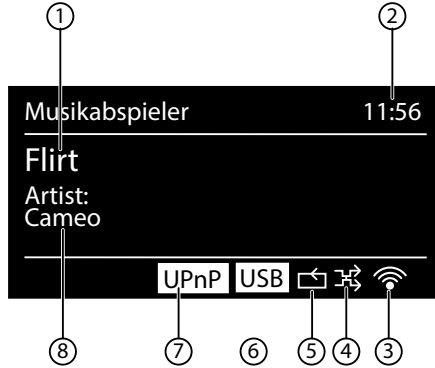 ① ②
Musikabspieler 11:56
Flirt
Artist:
Cameo
UPnP USB
⑧ ⑦ ⑥ ⑤ ④ ③